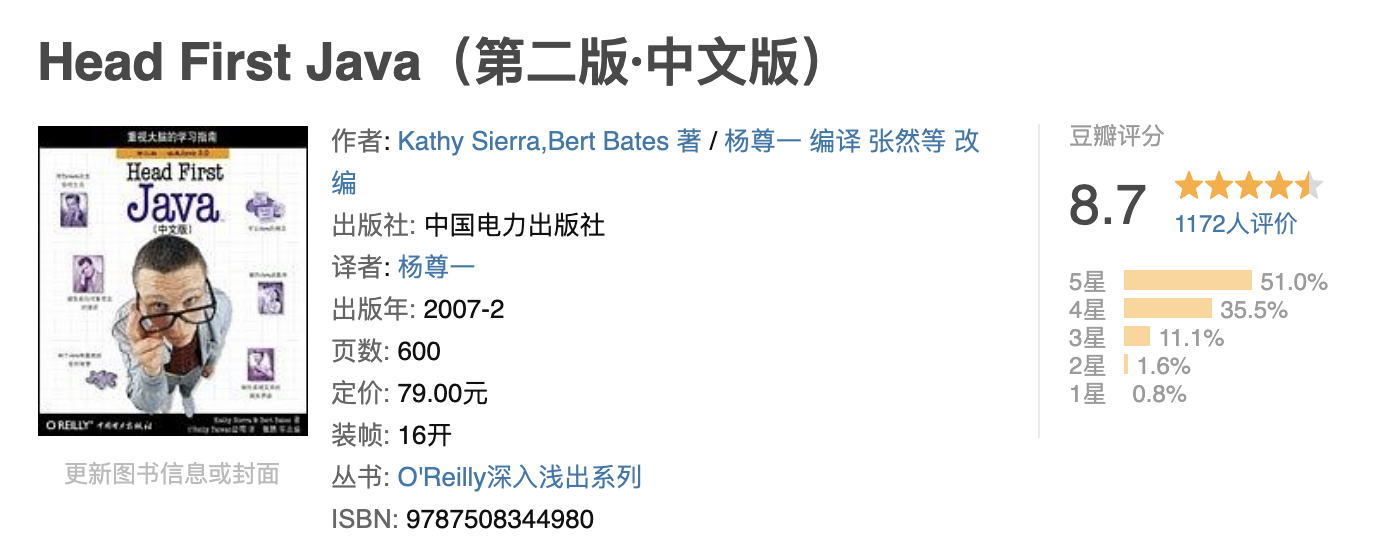 Head First Java（第二版·中文版）
重视大脑的学习指南
Head First
Java
（中文版）
O'REILLY 中国电力出版社
更新图书信息或封面
作者: Kathy Sierra,Bert Bates 著 / 杨尊一 编译 张然等 改
编
出版社: 中国电力出版社
译者: 杨尊一
出版年: 2007-2
页数: 600
定价: 79.00元
装帧: 16开
丛书: O'Reilly深入浅出系列
ISBN: 9787508344980
豆瓣评分
8.7
1172人评价
5星 51.0%
4星 35.5%
3星 11.1%
2星 1.6%
1星 0.8%